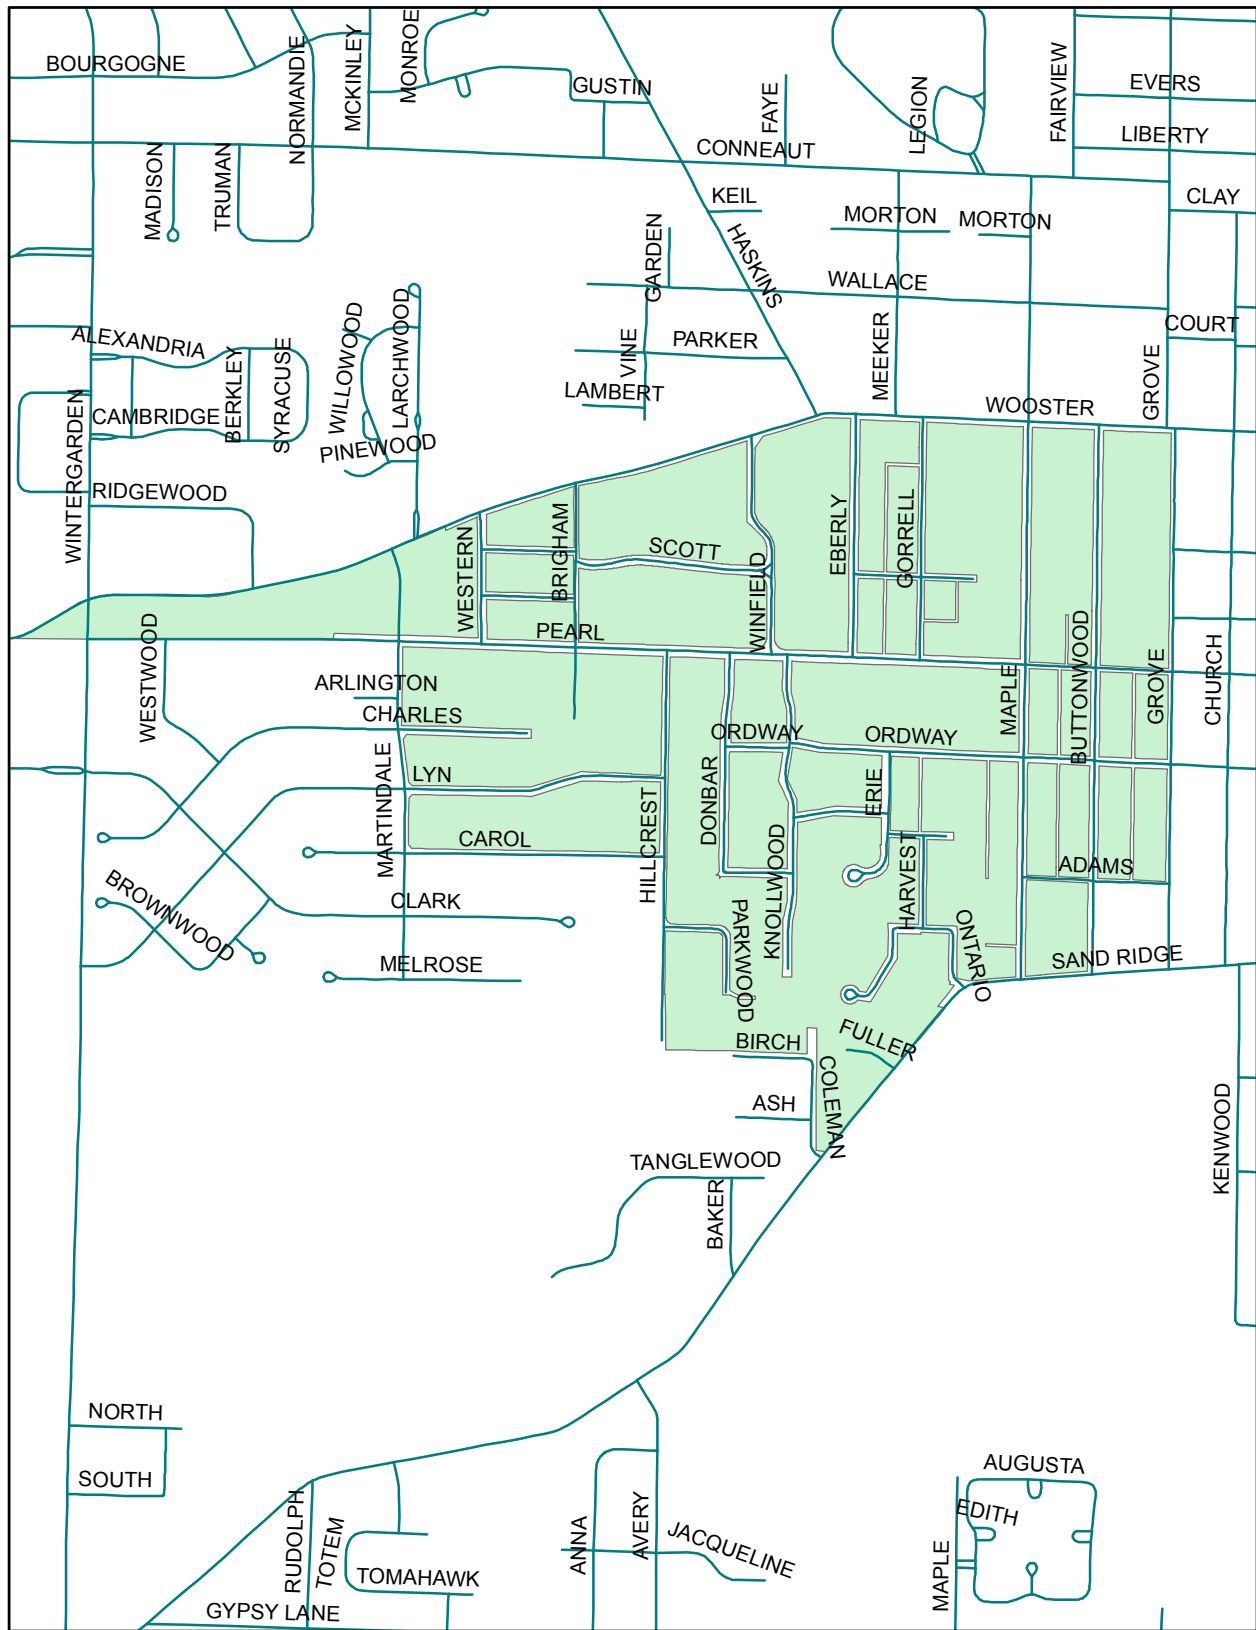 BOURGOGNE
NORMANDIE
MCKINLEY
MONROE
GUSTIN
FAYE
LEGION
FAIRVIEW
EVERS
LIBERTY
CONNEAUT
MADISON
TRUMAN
KEIL
CLAY
MORTON
MORTON
GARDEN
HASKINS
WALLACE
COURT
ALEXANDRIA
BERKLEY
SYRACUSE
WILLOWOOD
LARCHWOOD
VINE
PARKER
MEEKER
GROVE
LAMBERT
WOOSTER
CAMBRIDGE
PINEWOOD
WINTERGARDEN
RIDGEWOOD
WESTERN
BRIGHAM
SCOTT
WINFIELD
EBERLY
GORRELL
PEARL
WESTWOOD
ARLINGTON
CHARLES
MAPLE
BUTTONWOOD
GROVE
CHURCH
ORDWAY
ORDWAY
LYN
MARTINDALE
HILLCREST
DONBAR
ERIE
CAROL
KNOLLWOOD
HARVEST
ADAMS
BROWNWOOD
CLARK
PARKWOOD
ONTARIO
MELROSE
SAND RIDGE
BIRCH
FULLER
COLEMAN
ASH
KENWOOD
TANGLEWOOD
BAKER
NORTH
SOUTH
AUGUSTA
EDITH
RUDOLPH
TOTEM
ANNA
AVERY
JACQUELINE
MAPLE
TOMAHAWK
GYPSY LANE